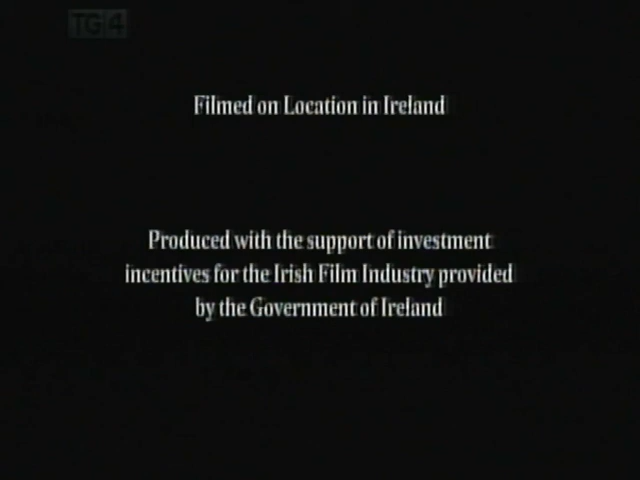 TG4
Filmed on Location in Ireland
Produced with the support of investment
incentives for the Irish Film Industry provided
by the Government of Ireland